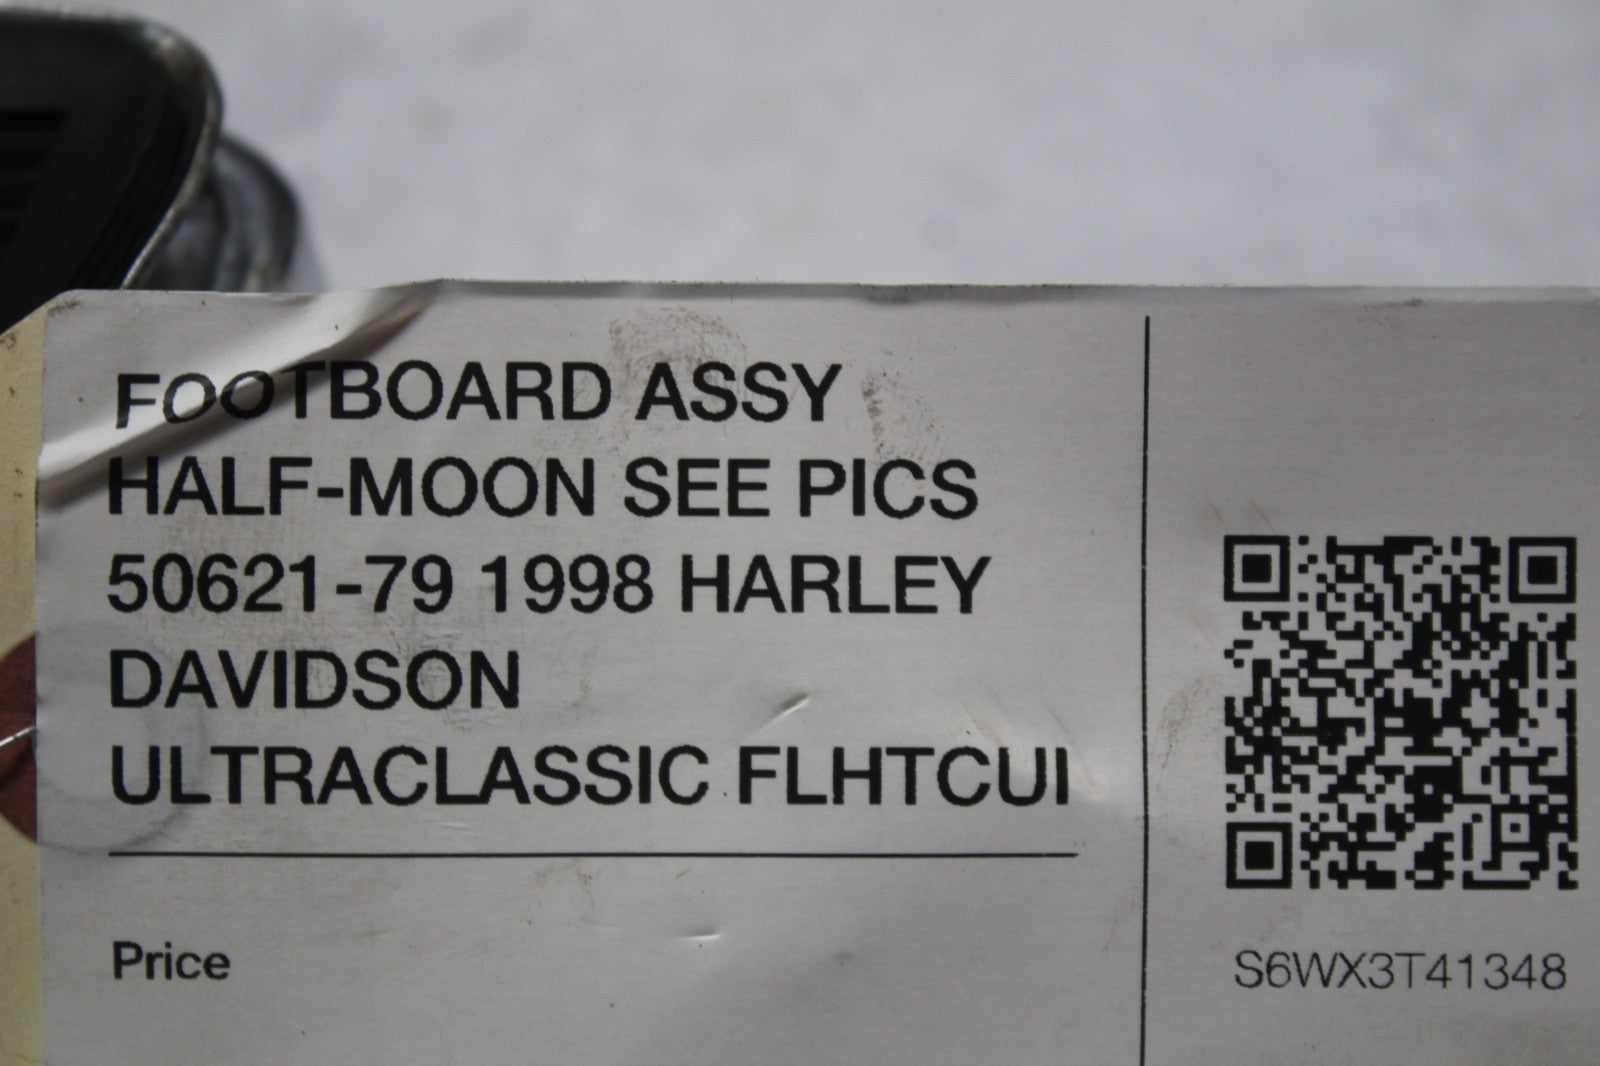 FOOTBOARD ASSY
HALF-MOON SEE PICS
50621-79 1998 HARLEY
DAVIDSON
ULTRACLASSIC FLHTCUI
Price
S6WX3T41348